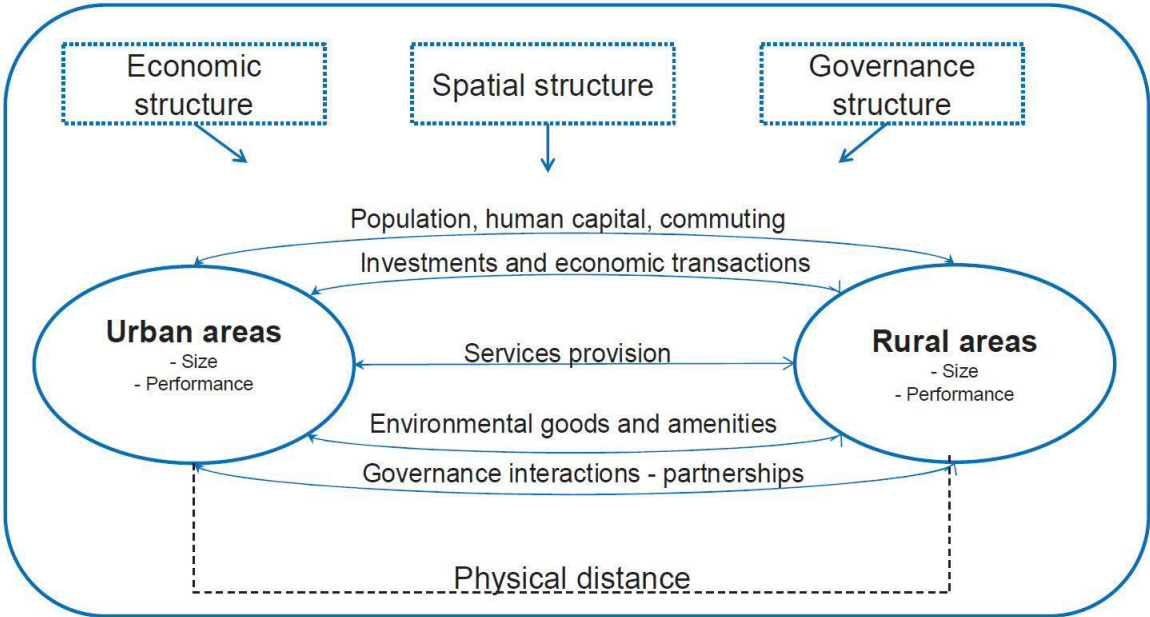 Economic
structure
Spatial structure
Governance
structure
Population, human capital, commuting
Investments and economic transactions
Urban areas
- Size
- Performance
Services provision
Rural areas
- Size
- Performance
Environmental goods and amenities
Governance interactions - partnerships
Physical distance